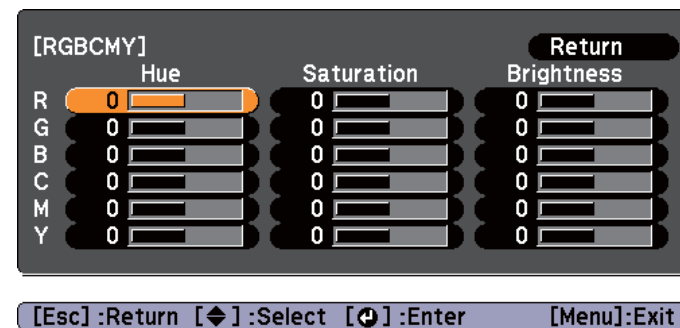 [RGBCMY] Return
Hue Saturation Brightness
R 0 0 0
G 0 0 0
B 0 0 0
C 0 0 0
M 0 0 0
Y 0 0 0
[Esc] :Return [◆] :Select [↵] :Enter [Menu]:Exit